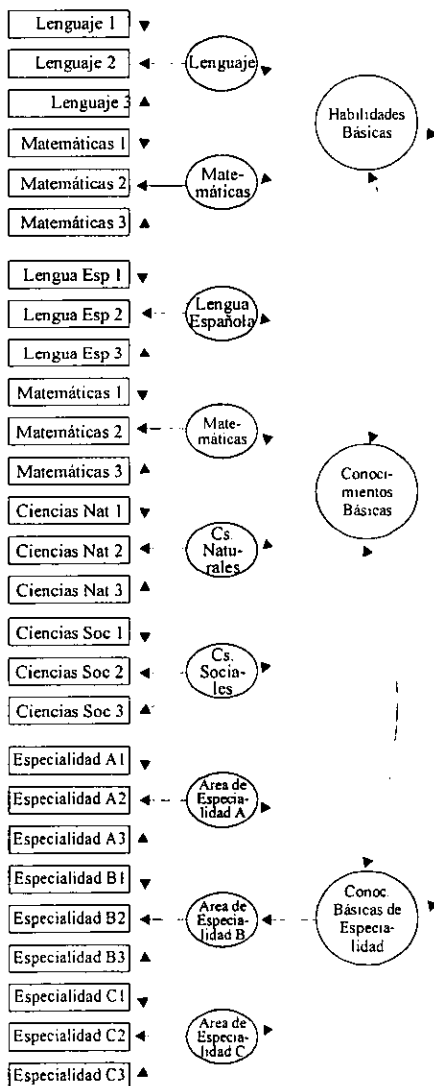 Lenguaje 1
Lenguaje 2
Lenguaje 3
Lenguaje
Matemáticas 1
Matemáticas 2
Matemáticas 3
Mate-
máticas
Habilidades
Básicas
Lengua Esp 1
Lengua Esp 2
Lengua Esp 3
Lengua
Española
Matemáticas 1
Matemáticas 2
Matemáticas 3
Mate-
máticas
Ciencias Nat 1
Ciencias Nat 2
Ciencias Nat 3
Cs.
Natu-
rales
Ciencias Soc 1
Ciencias Soc 2
Ciencias Soc 3
Cs.
Socia-
les
Conoci-
mientos
Básicas
Especialidad A1
Especialidad A2
Especialidad A3
Area de
Especia-
lidad A
Especialidad B1
Especialidad B2
Especialidad B3
Area de
Especia-
lidad B
Especialidad C1
Especialidad C2
Especialidad C3
Area de
Especia-
lidad C
Conoc.
Básicas de
Especia-
lidad